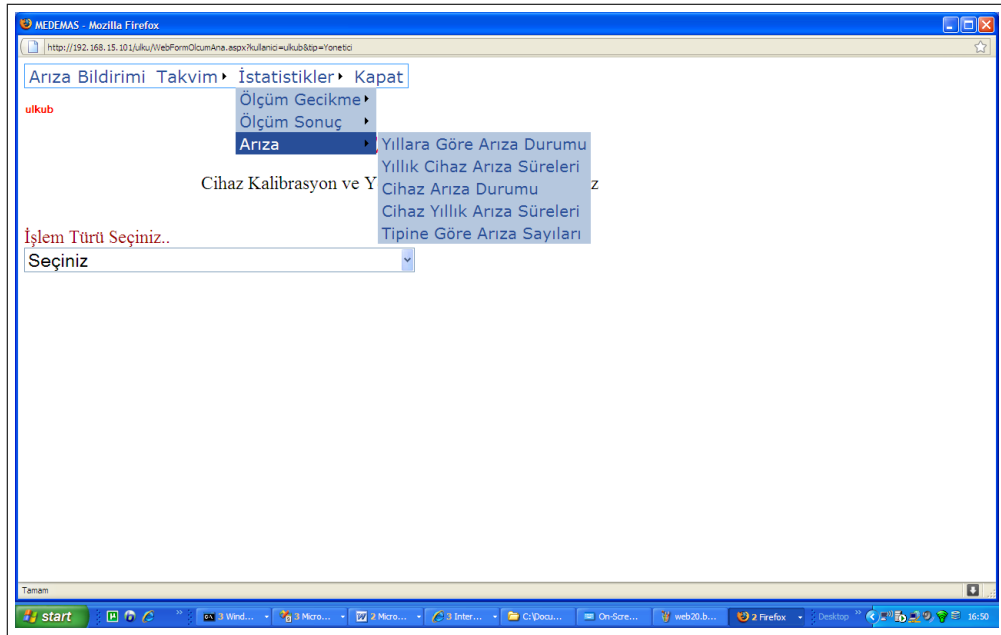 MEDEMAS - Mozilla Firefox
http://192.168.15.101/ulku/WebFormOlcumAna.aspx?kullanici=ulkub&tip=Yonetici
Arıza Bildirimi Takvim İstatistikler Kapat
ulkub
Ölçüm Gecikme
Ölçüm Sonuç
Arıza
Yıllara Göre Arıza Durumu
Yıllık Cihaz Arıza Süreleri
Cihaz Arıza Durumu
Cihaz Yıllık Arıza Süreleri
Tipine Göre Arıza Sayıları
Cihaz Kalibrasyon ve Y z
İşlem Türü Seçiniz..
Seçiniz
Tamam
start 3 Wind... 3 Micro... 2 Micro... 3 Inter... C:\Docu... On-Scre... web20.b... 2 Firefox Desktop 16:50